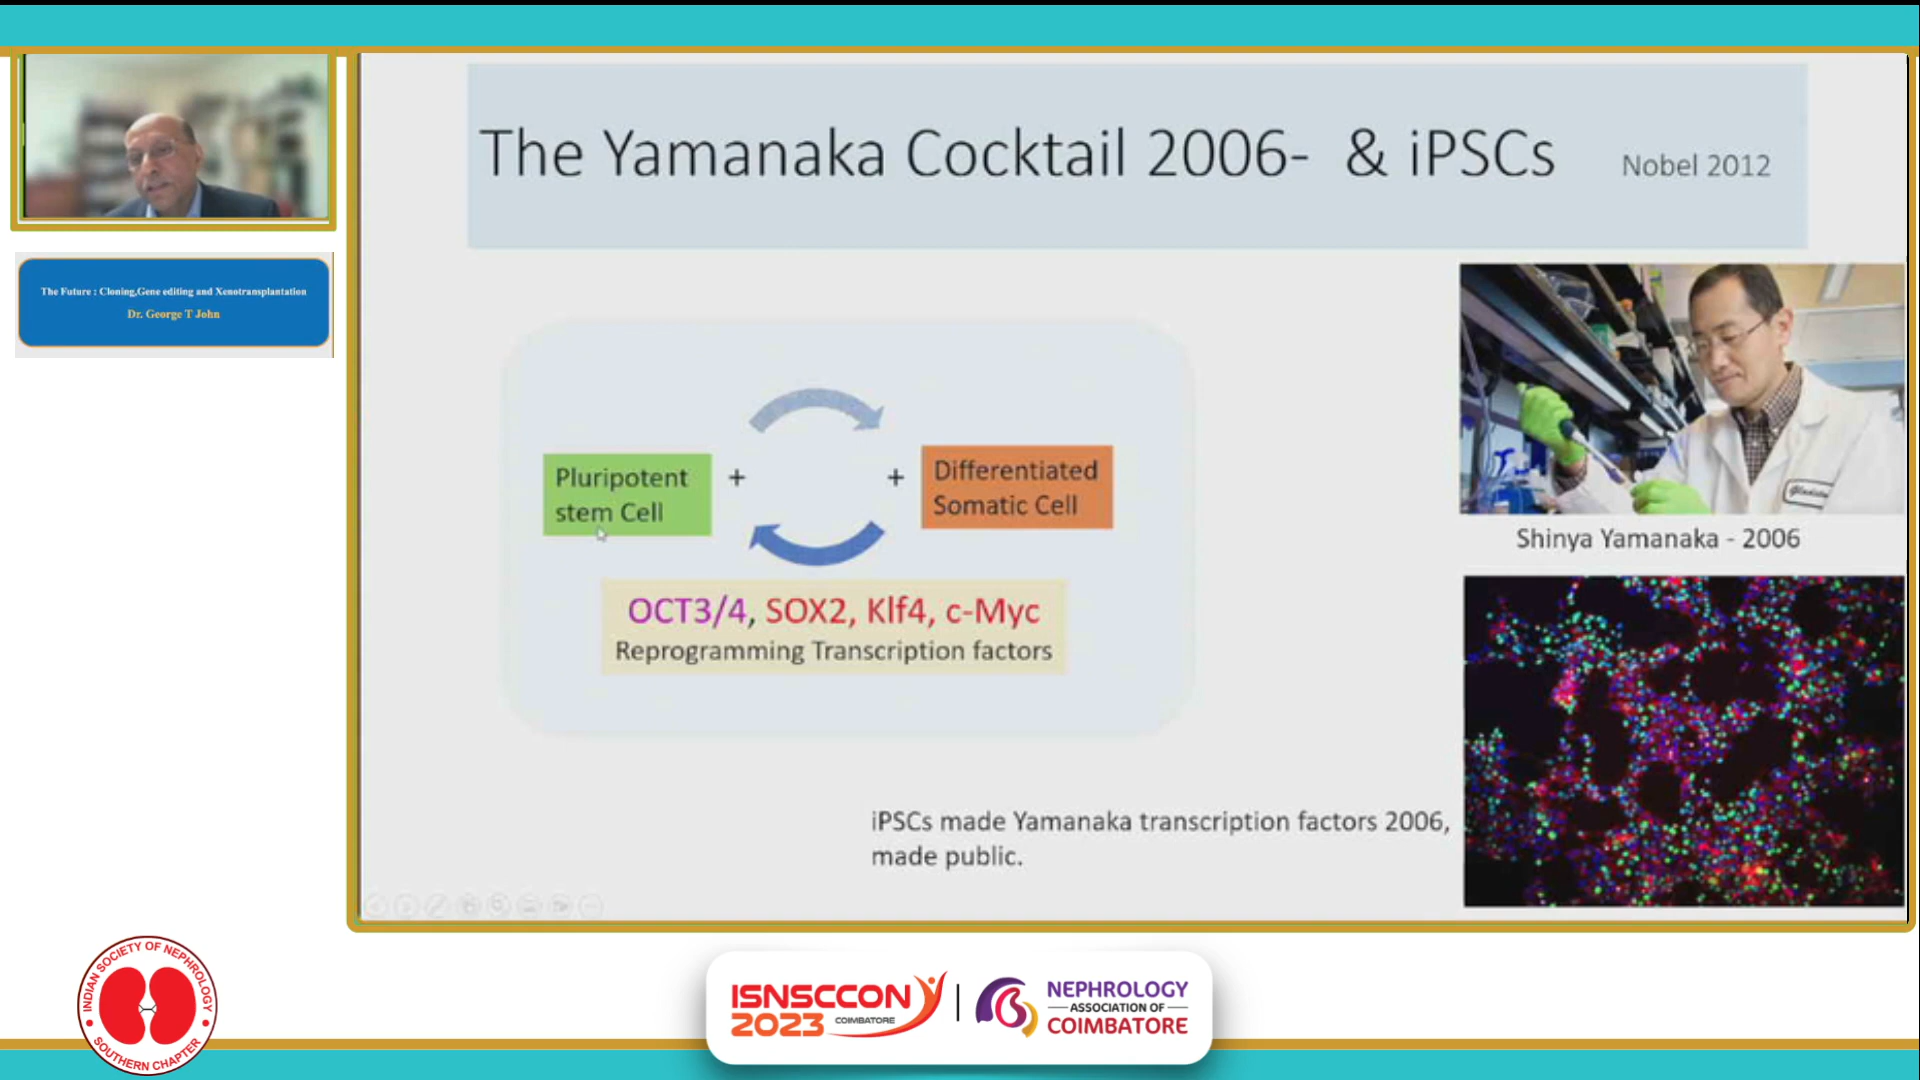 The Yamanaka Cocktail 2006-  & iPSCs
Nobel 2012
The Future : Cloning,Gene editing and Xenotransplantation
Dr. George T John
Pluripotent
stem Cell
+
+
Differentiated
Somatic Cell
OCT3/4, SOX2, Klf4, c-Myc
Reprogramming Transcription factors
Shinya Yamanaka - 2006
iPSCs made Yamanaka transcription factors 2006,
made public.
INDIAN SOCIETY OF NEPHROLOGY
SOUTHERN CHAPTER
ISNSCCON
2023 COIMBATORE
NEPHROLOGY
ASSOCIATION OF
COIMBATORE